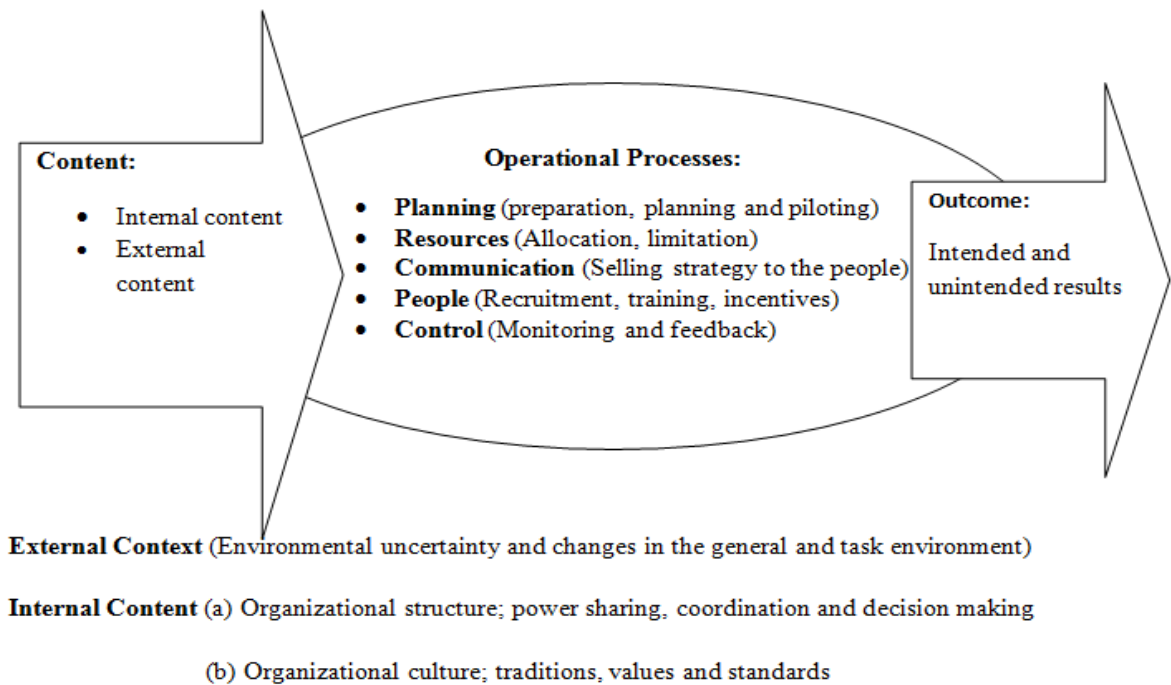 Content:
• Internal content
• External
content
Operational Processes:
• Planning (preparation, planning and piloting)
• Resources (Allocation, limitation)
• Communication (Selling strategy to the people)
• People (Recruitment, training, incentives)
• Control (Monitoring and feedback)
Outcome:
Intended and
unintended results
External Context (Environmental uncertainty and changes in the general and task environment)
Internal Content (a) Organizational structure; power sharing, coordination and decision making
(b) Organizational culture; traditions, values and standards